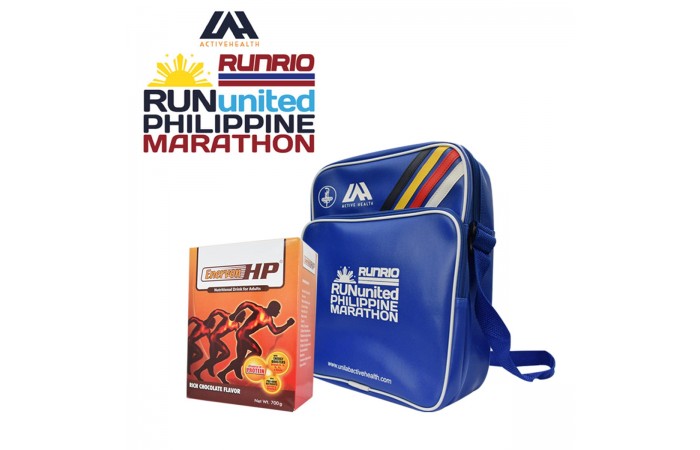 ACTIVEHEALTH
RUNRIO
RUNunited
PHILIPPINE
MARATHON
ACTIVE HEALTH
RUNRIO
RUNunited
PHILIPPINE
MARATHON
www.unilabactivehealth.com
Enervon HP
Nutritional Drink for Adults
PROTEIN
RICH CHOCOLATE FLAVOR
Net Wt. 700g